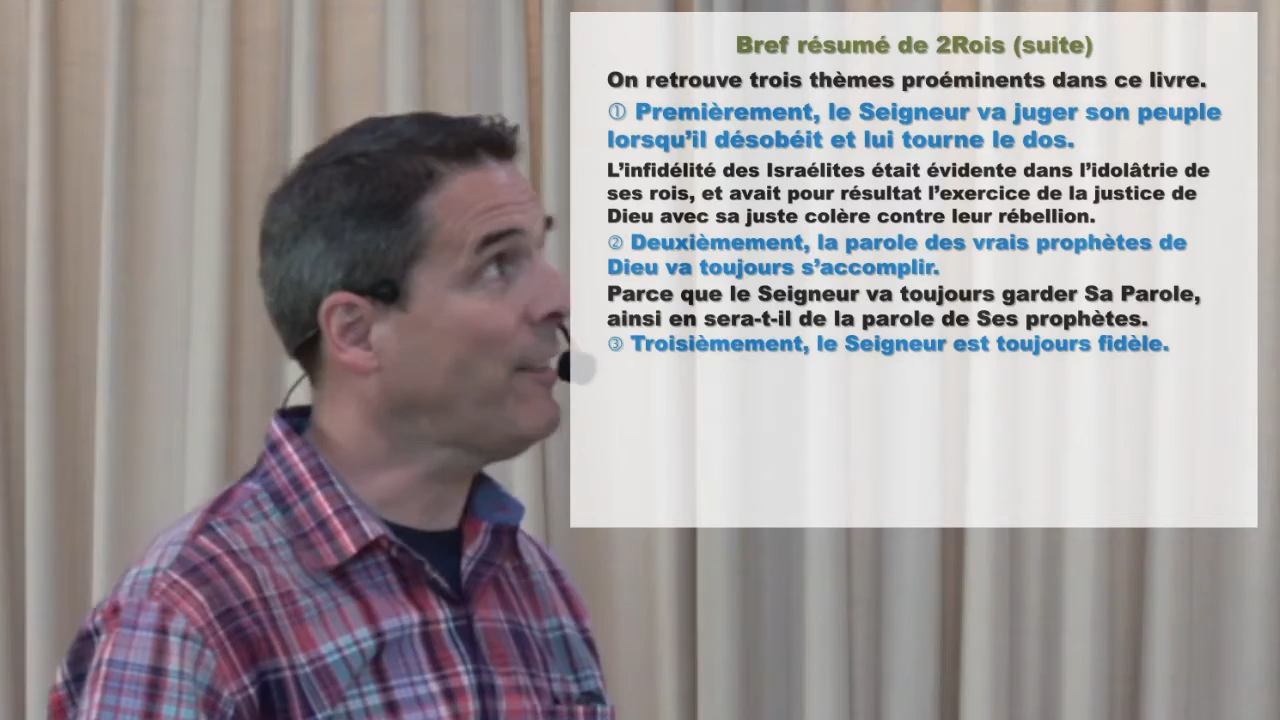 Bref résumé de 2Rois (suite)
On retrouve trois thèmes proéminents dans ce livre.
① Premièrement, le Seigneur va juger son peuple
lorsqu'il désobéit et lui tourne le dos.
L'infidélité des Israélites était évidente dans l'idolâtrie de
ses rois, et avait pour résultat l'exercice de la justice de
Dieu avec sa juste colère contre leur rébellion.
② Deuxièmement, la parole des vrais prophètes de
Dieu va toujours s'accomplir.
Parce que le Seigneur va toujours garder Sa Parole,
ainsi en sera-t-il de la parole de Ses prophètes.
③ Troisièmement, le Seigneur est toujours fidèle.